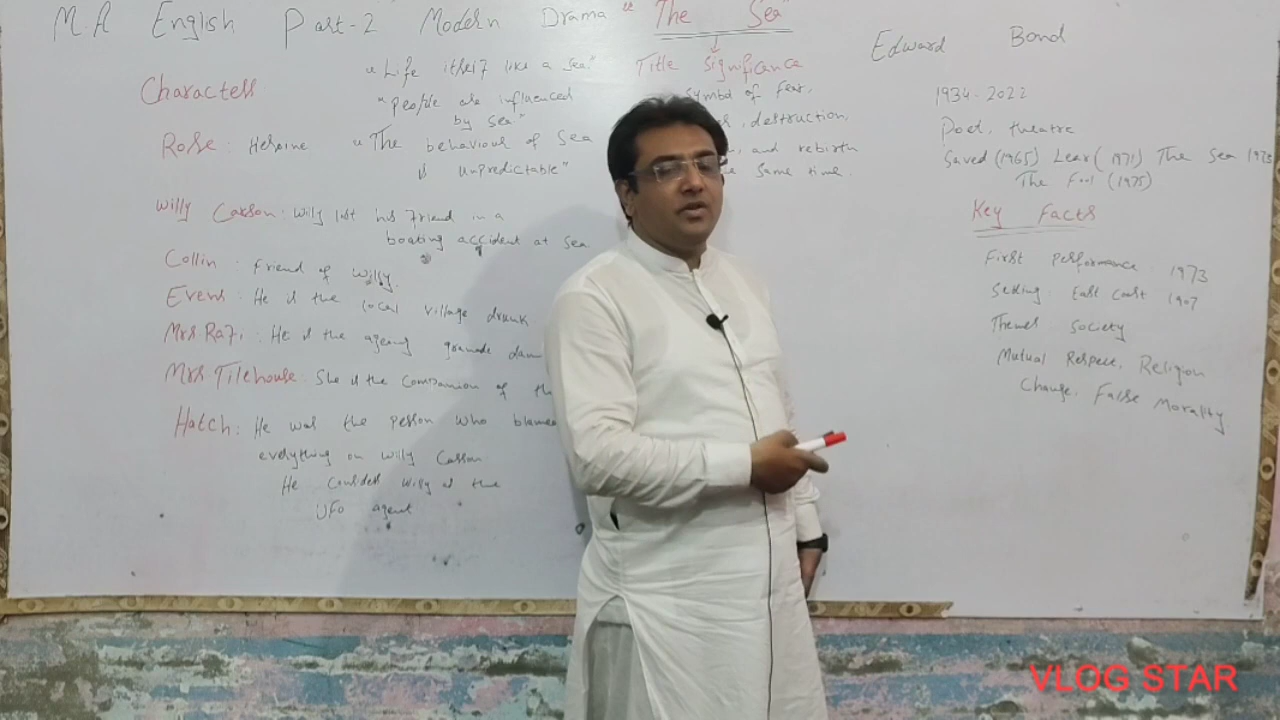 M.A English Part-2 Modern Drama "The Sea"
Edward Bond
"Life itself like a sea"
Title Significance
Characters
"People are influenced
by sea"
symbol of fear,
destruction,
and rebirth
same time.
1934-2022
Poet, theatre
Saved (1965) Lear (1971) The Sea 1973
The Fool (1975)
Rose: Heroine
"The behaviour of Sea
is unpredictable"
Willy Carson: Willy lost his friend in a
boating accident at sea
Collin: friend of Willy.
Evens: He is the local village drunk
Mrs Rafi: He is the ageing
Mrs Tilehouse: She is the companion of
Hatch: He was the person who
everything on Willy Carson
He considers Willy as the
UFO agent
Key Facts
First performance: 1973
Setting: East Coast 1907
Themes: Society
Mutual Respect, Religion
Change, False Morality
VLOG STAR